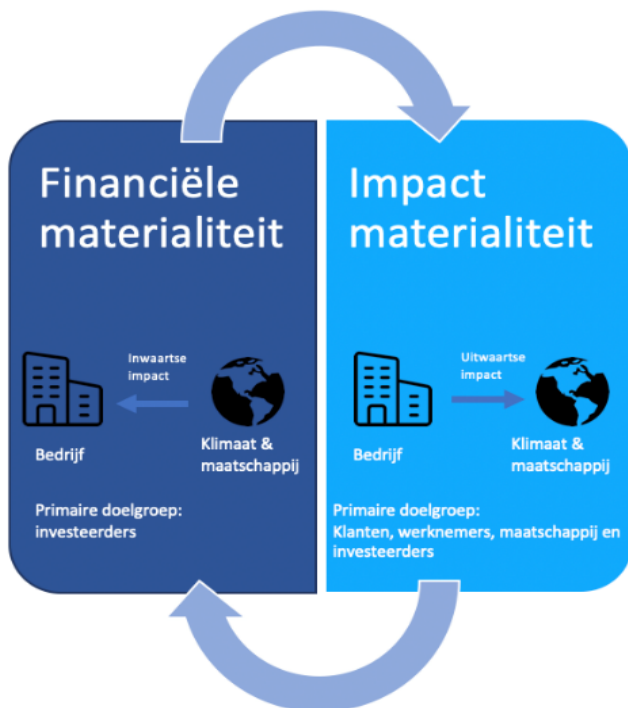 Financiële
materialiteit
Inwaartse
impact
Bedrijf
Klimaat &
maatschappij
Primaire doelgroep:
investeerders
Impact
materialiteit
Uitwaartse
impact
Bedrijf
Klimaat &
maatschappij
Primaire doelgroep:
Klanten, werknemers, maatschappij en
investeerders